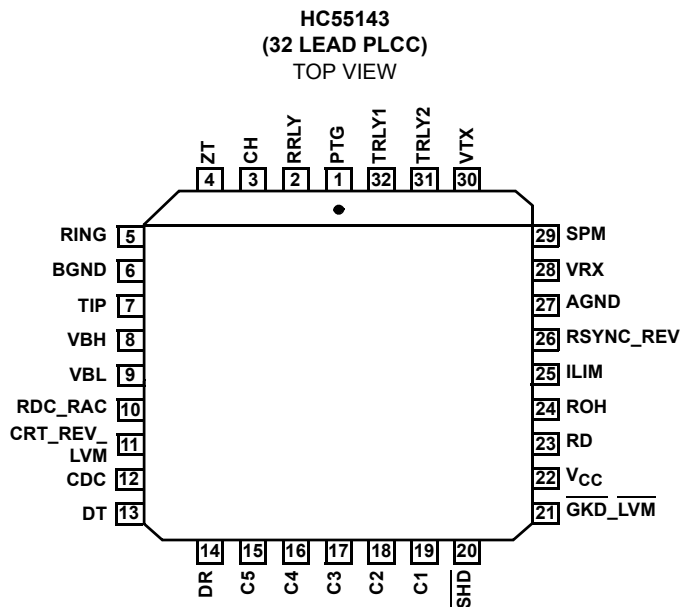 HC55143
(32 LEAD PLCC)
TOP VIEW
ZT
CH
RRLY
PTG
TRLY1
TRLY2
VTX
4 3 2 1 32 31 30
RING 5
BGND 6
TIP 7
VBH 8
VBL 9
RDC_RAC 10
CRT_REV_
LVM 11
CDC 12
DT 13
29 SPM
28 VRX
27 AGND
26 RSYNC_REV
25 ILIM
24 ROH
23 RD
22 VCC
21 GKD_LVM
14 15 16 17 18 19 20
DR
C5
C4
C3
C2
C1
SHD